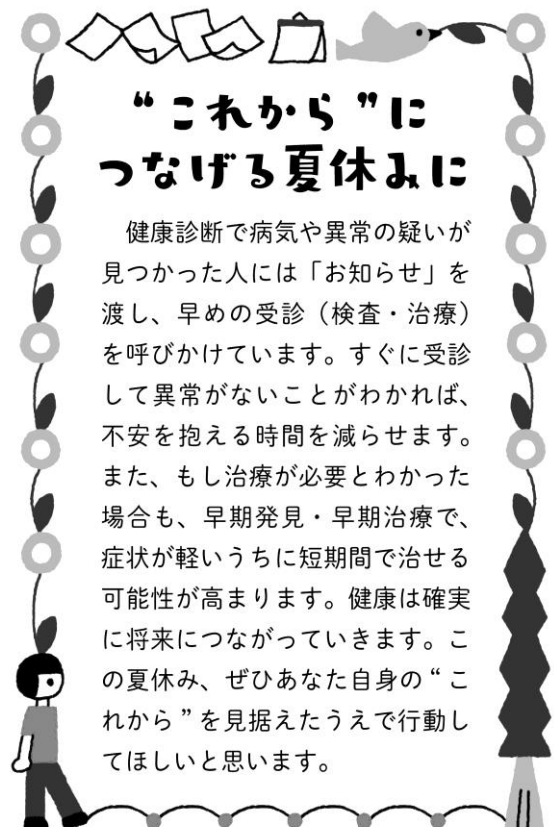 “これから”に
つなげる夏休みに
健康診断で病気や異常の疑いが
見つかった人には「お知らせ」を
渡し、早めの受診（検査・治療）
を呼びかけています。すぐに受診
して異常がないことがわかれば、
不安を抱える時間を減らせます。
また、もし治療が必要とわかった
場合も、早期発見・早期治療で、
症状が軽いうちに短期間で治せる
可能性が高まります。健康は確実
に将来につながっていきます。こ
の夏休み、ぜひあなた自身の“こ
れから”を見据えたうえで行動し
てほしいと思います。